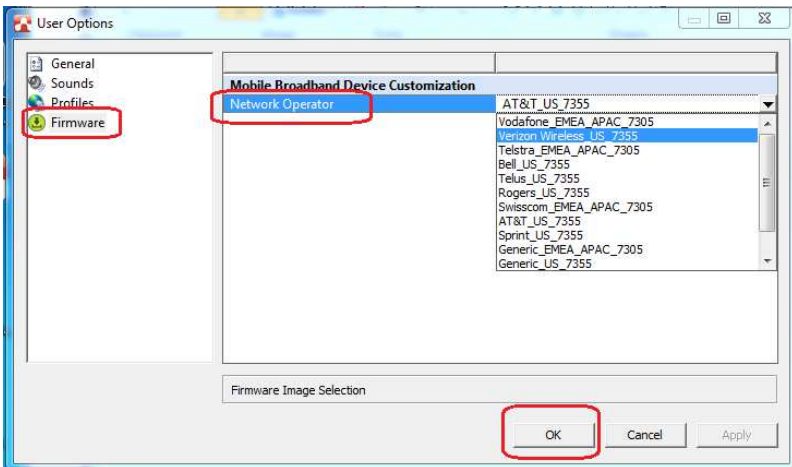 User Options
General
Sounds
Profiles
Firmware
Mobile Broadband Device Customization
Network Operator
AT&T_US_7355
Vodafone_EMEA_APAC_7305
Verizon Wireless_US_7355
Telstra_EMEA_APAC_7305
Bell_US_7355
Telus_US_7355
Rogers_US_7355
Swisscom_EMEA_APAC_7305
AT&T_US_7355
Sprint_US_7355
Generic_EMEA_APAC_7305
Generic_US_7355
Firmware Image Selection
OK Cancel Apply